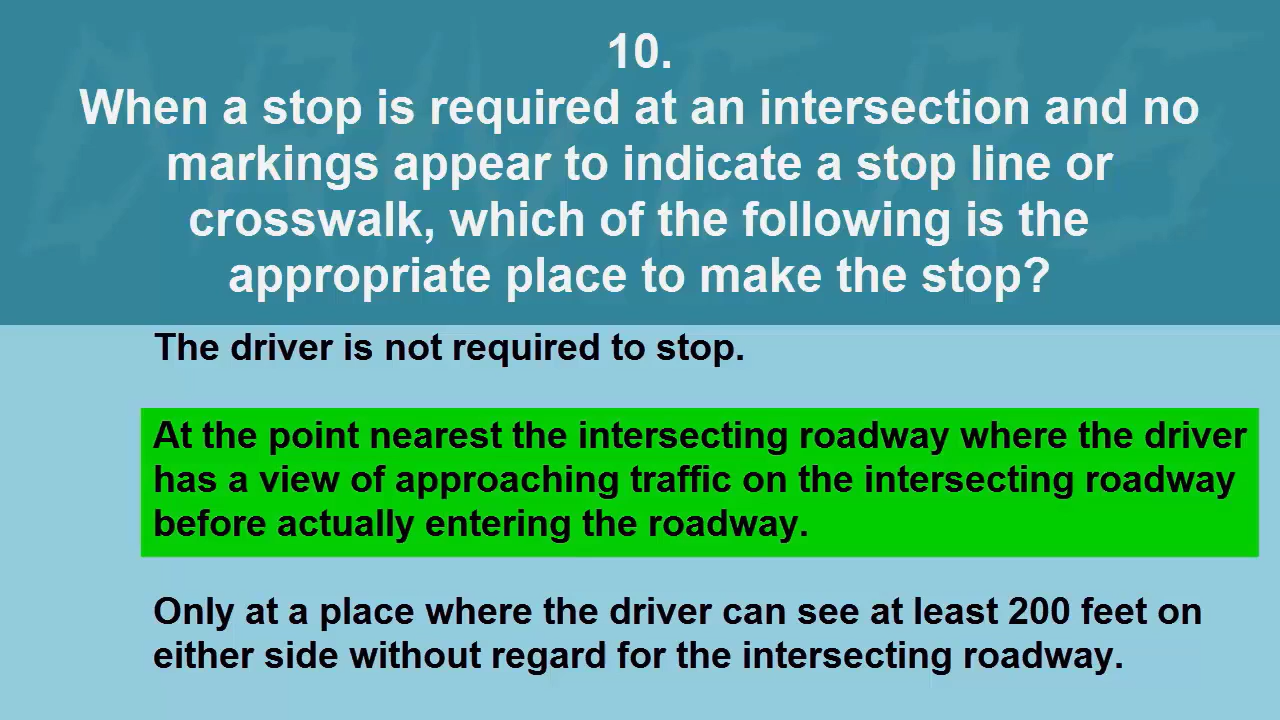 10.
When a stop is required at an intersection and no
markings appear to indicate a stop line or
crosswalk, which of the following is the
appropriate place to make the stop?
The driver is not required to stop.
At the point nearest the intersecting roadway where the driver
has a view of approaching traffic on the intersecting roadway
before actually entering the roadway.
Only at a place where the driver can see at least 200 feet on
either side without regard for the intersecting roadway.